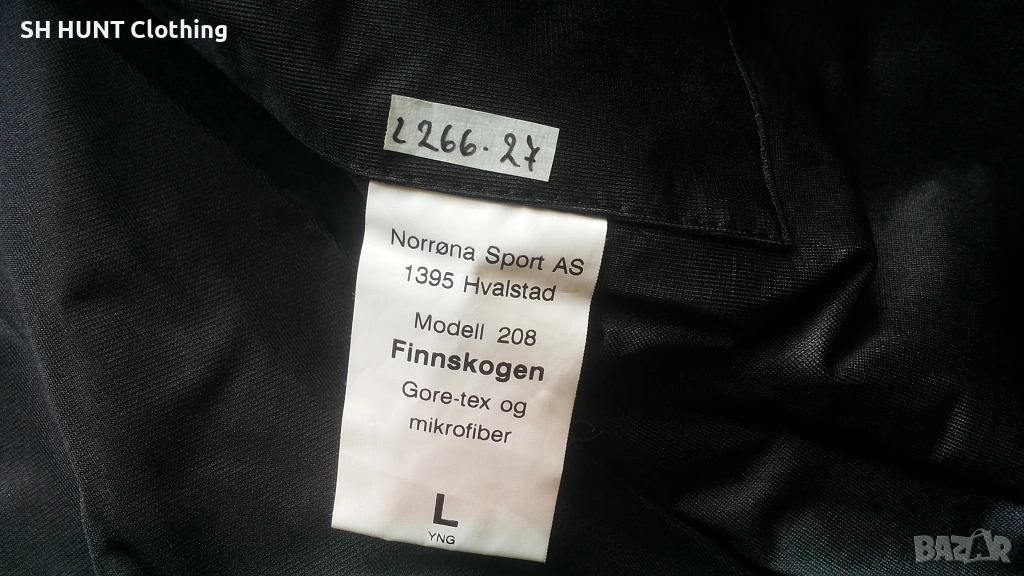 SH HUNT Clothing
2266.27
Norrøna Sport AS
1395 Hvalstad
Modell 208
Finnskogen
Gore-tex og
mikrofiber
L
YNG
BAZAR